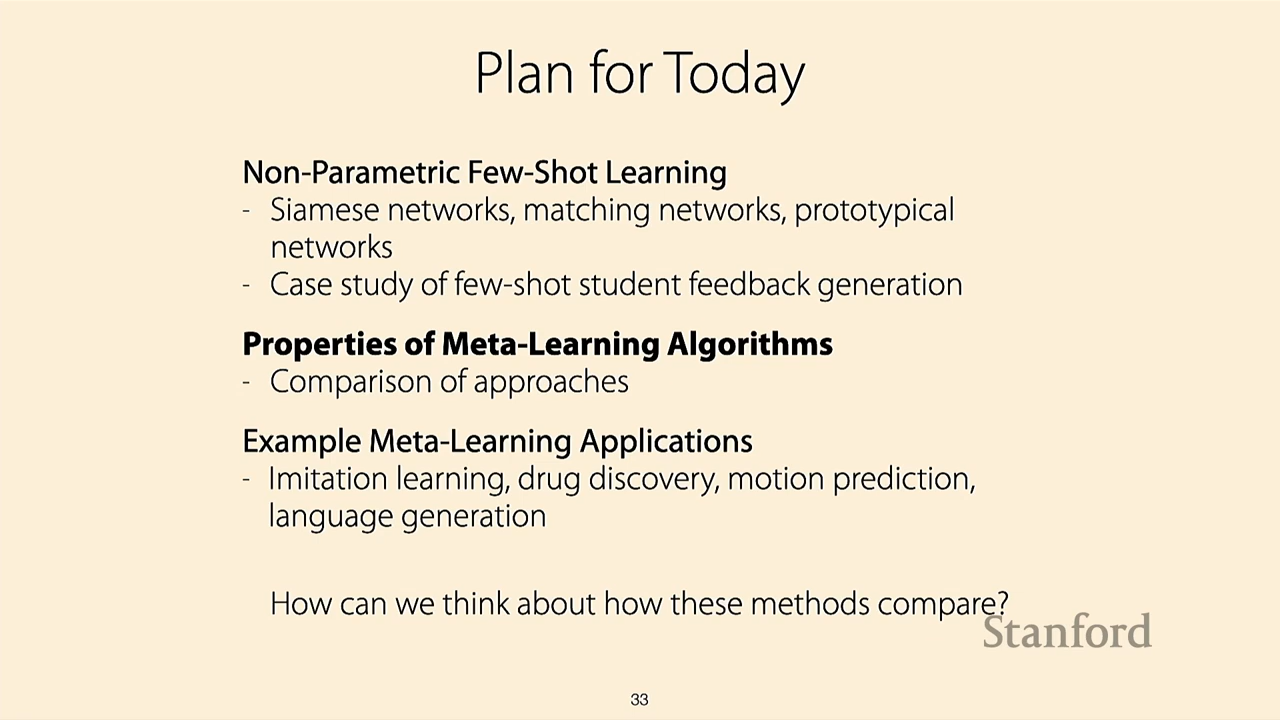 Plan for Today
Non-Parametric Few-Shot Learning
- Siamese networks, matching networks, prototypical
networks
- Case study of few-shot student feedback generation
Properties of Meta-Learning Algorithms
- Comparison of approaches
Example Meta-Learning Applications
- Imitation learning, drug discovery, motion prediction,
language generation
How can we think about how these methods compare?
Stanford
33